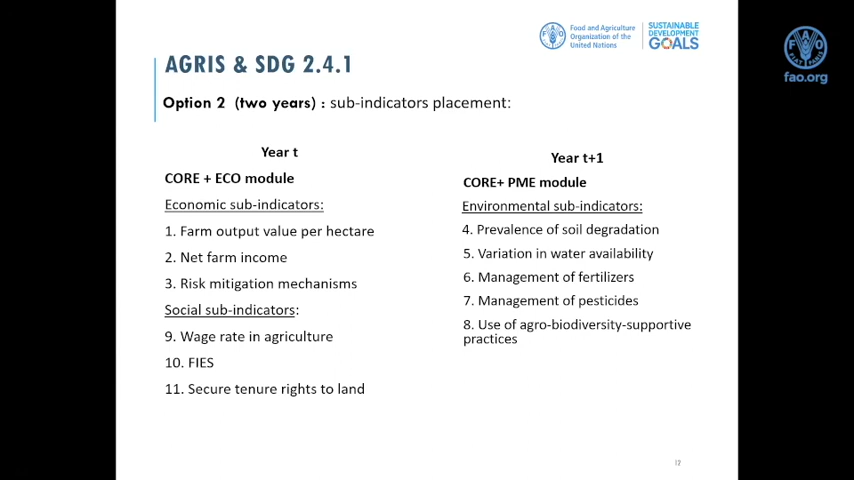 Food and Agriculture
Organization of the
United Nations
SUSTAINABLE
DEVELOPMENT
GOALS
FAO
FIAT PANIS
fao.org
AGRIS & SDG 2.4.1
Option 2 (two years) : sub-indicators placement:
Year t
CORE + ECO module
Economic sub-indicators:
1. Farm output value per hectare
2. Net farm income
3. Risk mitigation mechanisms
Social sub-indicators:
9. Wage rate in agriculture
10. FIES
11. Secure tenure rights to land
Year t+1
CORE+ PME module
Environmental sub-indicators:
4. Prevalence of soil degradation
5. Variation in water availability
6. Management of fertilizers
7. Management of pesticides
8. Use of agro-biodiversity-supportive
practices